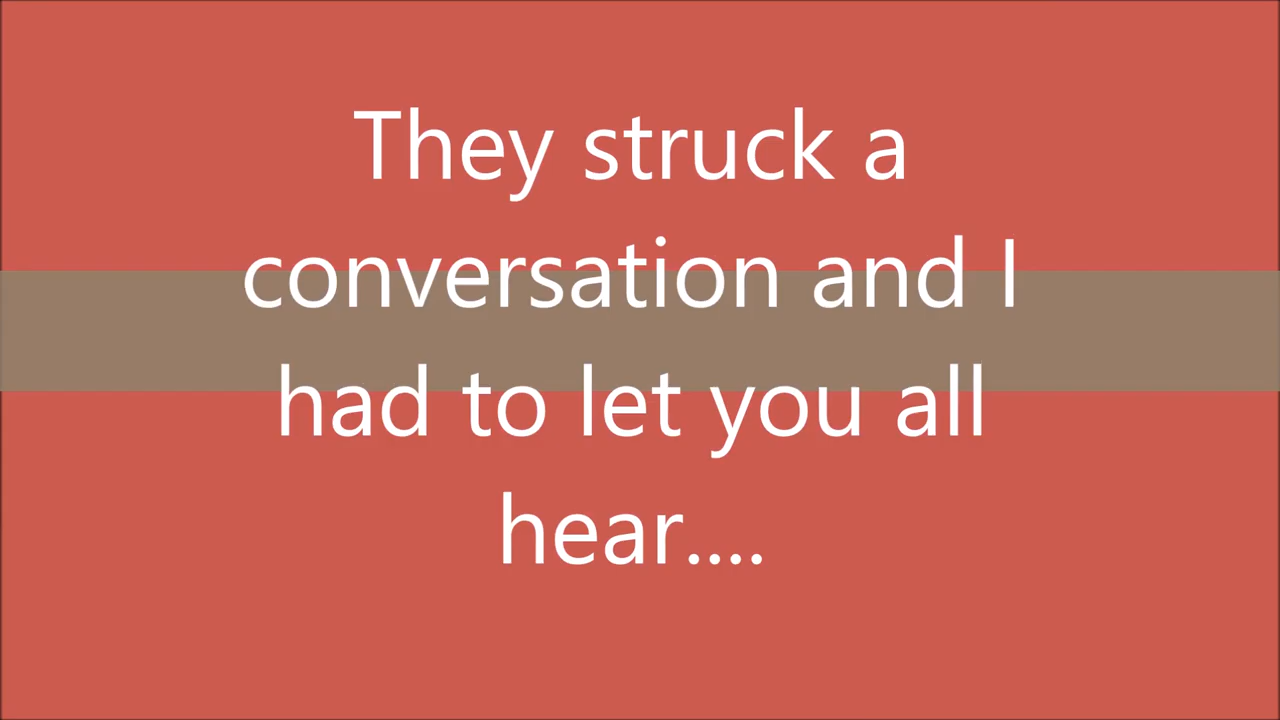 They struck a
conversation and I
had to let you all
hear....